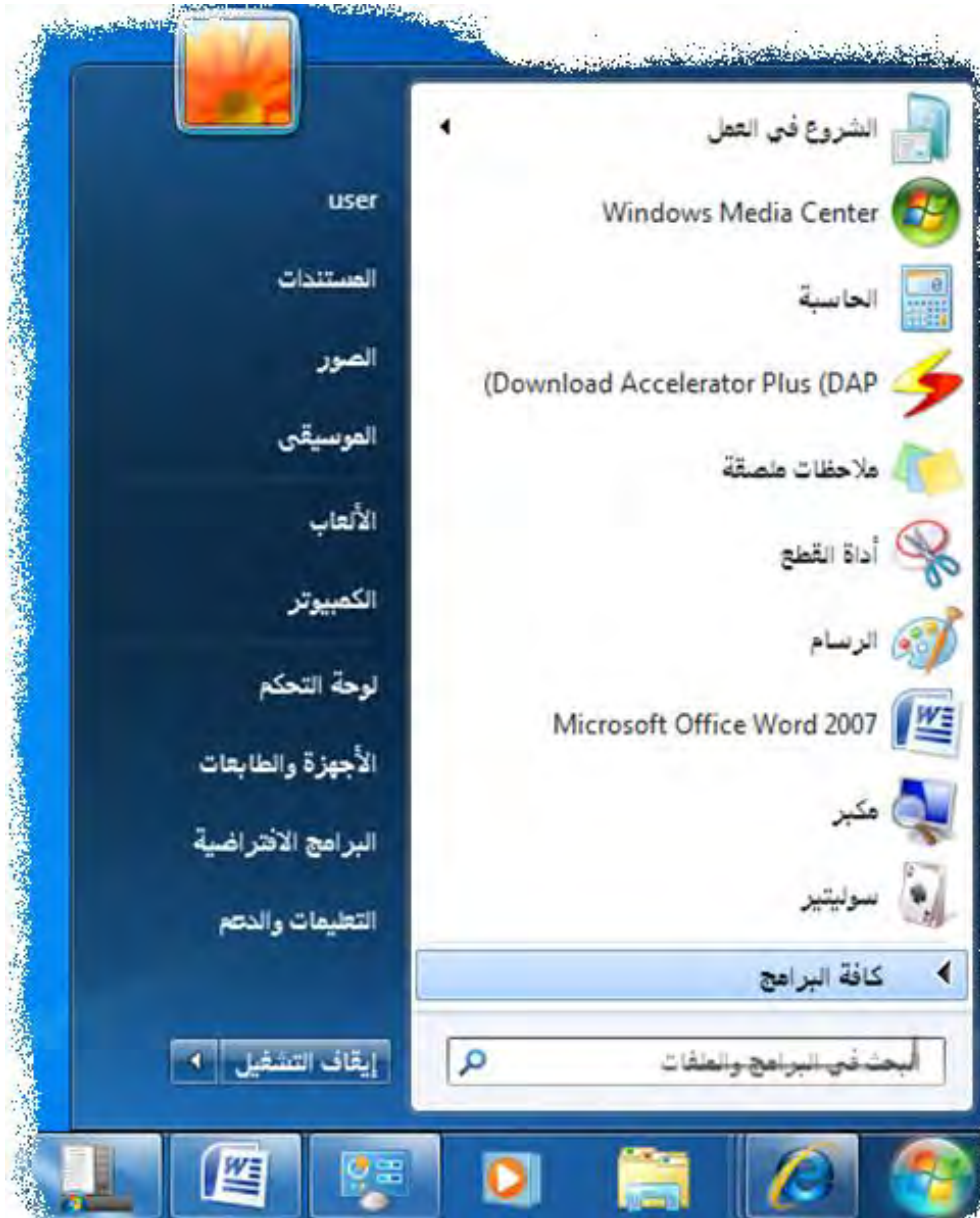 الشروع في العمل
Windows Media Center
الحاسبة
(Download Accelerator Plus (DAP
ملاحظات ملصقة
أداة القطع
الرسام
Microsoft Office Word 2007
مكبر
سوليتير
كافة البرامج
البحث في البرامج والملفات
user
المستندات
الصور
الموسيقى
الألعاب
الكمبيوتر
لوحة التحكم
الأجهزة والطابعات
البرامج الافتراضية
التعليمات والدعم
إيقاف التشغيل